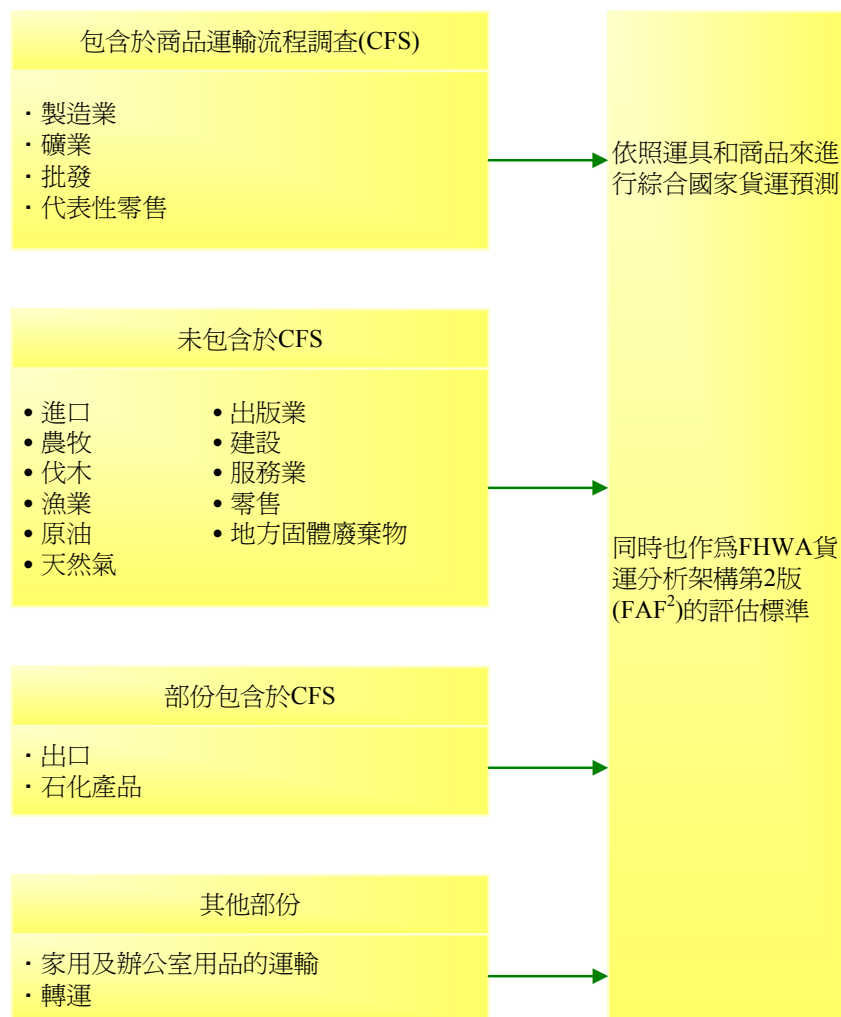 包含於商品運輸流程調查(CFS)
・製造業
・礦業
・批發
・代表性零售
依照運具和商品來進
行綜合國家貨運預測
未包含於CFS
• 進口
• 農牧
• 伐木
• 漁業
• 原油
• 天然氣
• 出版業
• 建設
• 服務業
• 零售
• 地方固體廢棄物
同時也作為FHWA貨
運分析架構第2版
(FAF²)的評估標準
部份包含於CFS
・出口
・石化產品
其他部份
・家用及辦公室用品的運輸
・轉運